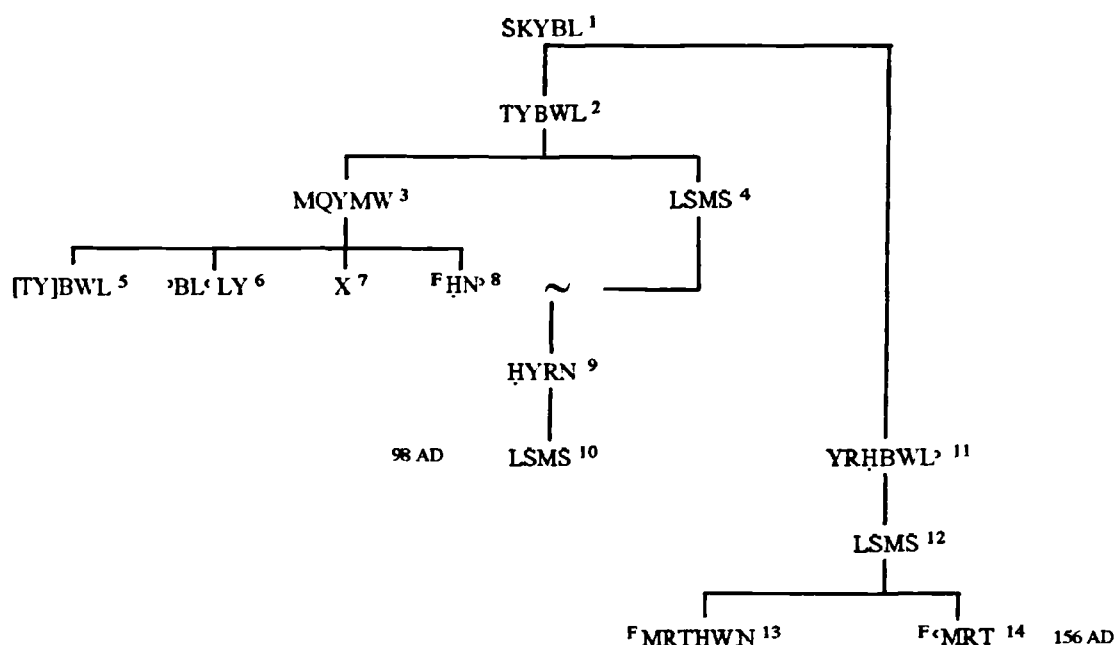 ŠKYBL 1
TYBWL 2
MQYMW 3 LŠMŠ 4
[TY]BWL 5 ʾBLʿLY 6 X 7 FḤNʾ 8 ~
ḤYRN 9
98 AD LŠMŠ 10 YRḤBWLʾ 11
LŠMŠ 12
FMRTHWN 13 FʿMRT 14 156 AD